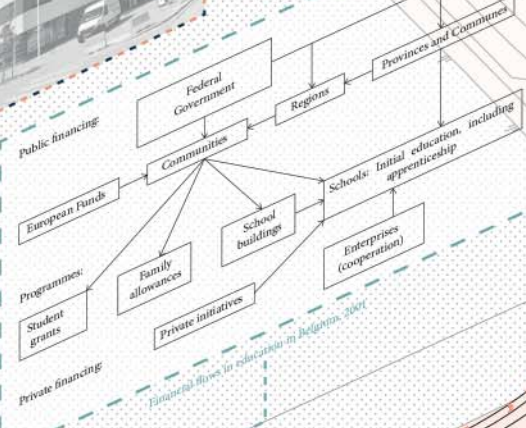 Public financing:
Federal
Government
Regions
Provinces and Communes
Communities
European Funds
Schools: Initial education, including
apprenticeship
School
buildings
Enterprises
(cooperation)
Programmes:
Family
allowances
Student
grants
Private initiatives
Private financing:
Financial flows in education in Belgium, 2001